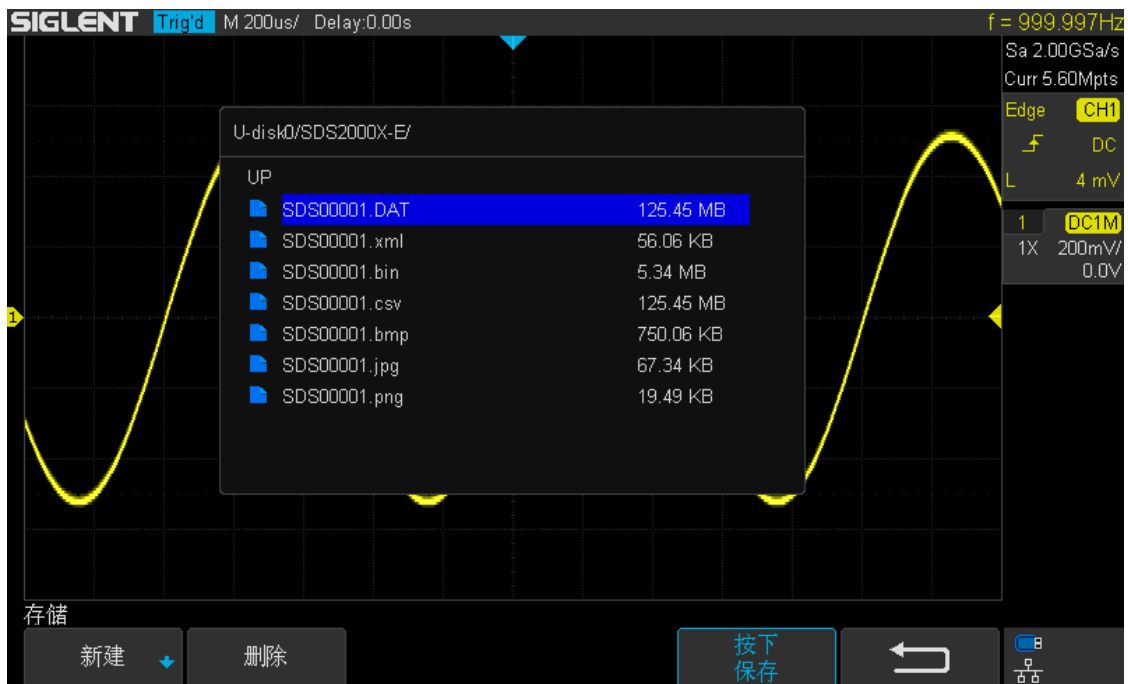 SIGLENT Trig'd M 200us/ Delay:0.00s f = 999.997Hz
Sa 2.00GSa/s
Curr 5.60Mpts
Edge CH1
DC
L 4 mV
1 DC1M
1X 200mV/
0.0V
U-disk0/SDS2000X-E/
UP
SDS00001.DAT 125.45 MB
SDS00001.xml 56.06 KB
SDS00001.bin 5.34 MB
SDS00001.csv 125.45 MB
SDS00001.bmp 750.06 KB
SDS00001.jpg 67.34 KB
SDS00001.png 19.49 KB
1
存储
新建 删除 按下
保存